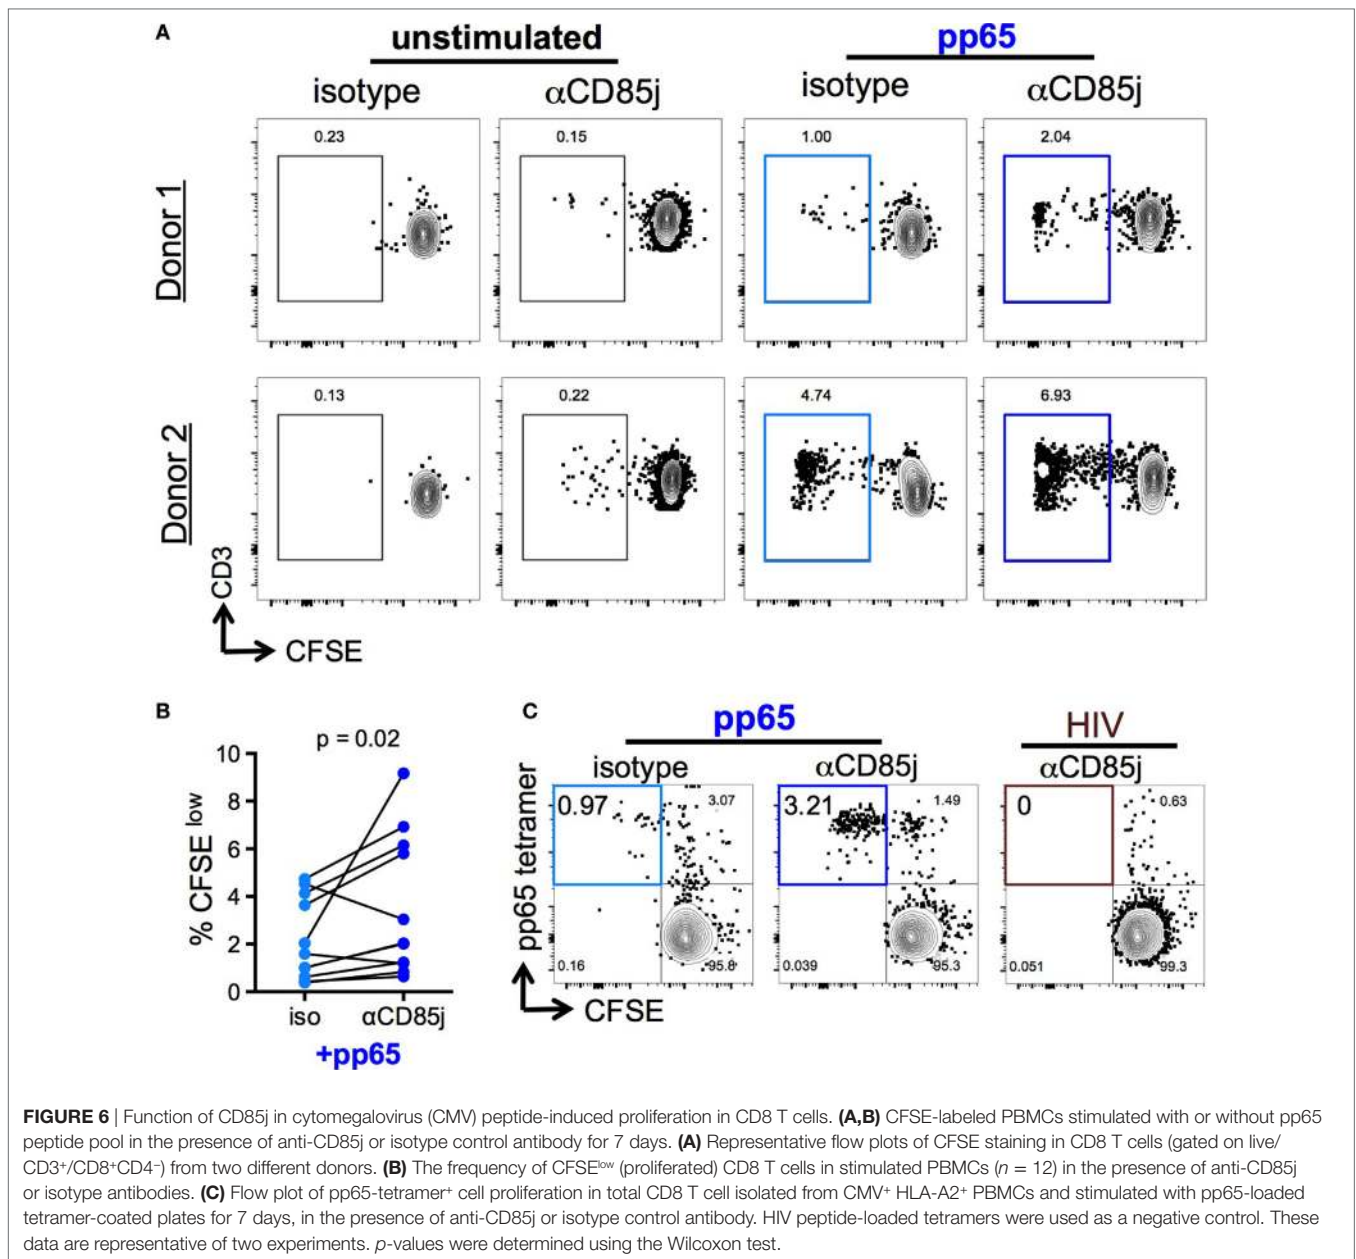 A
unstimulated
pp65
isotype
αCD85j
isotype
αCD85j
Donor 1
0.23
0.15
1.00
2.04
Donor 2
0.13
0.22
4.74
6.93
CD3
CFSE
B
p = 0.02
% CFSE low
10
8
6
4
2
0
iso
αCD85j
+pp65
C
pp65
HIV
isotype
αCD85j
αCD85j
pp65 tetramer
0.97
3.07
3.21
1.49
0
0.63
0.16
95.8
0.039
95.3
0.051
99.3
CFSE
FIGURE 6 | Function of CD85j in cytomegalovirus (CMV) peptide-induced proliferation in CD8 T cells. (A,B) CFSE-labeled PBMCs stimulated with or without pp65
peptide pool in the presence of anti-CD85j or isotype control antibody for 7 days. (A) Representative flow plots of CFSE staining in CD8 T cells (gated on live/
CD3⁺/CD8⁺CD4⁻) from two different donors. (B) The frequency of CFSEˡᵒʷ (proliferated) CD8 T cells in stimulated PBMCs (n = 12) in the presence of anti-CD85j
or isotype antibodies. (C) Flow plot of pp65-tetramer⁺ cell proliferation in total CD8 T cell isolated from CMV⁺ HLA-A2⁺ PBMCs and stimulated with pp65-loaded
tetramer-coated plates for 7 days, in the presence of anti-CD85j or isotype control antibody. HIV peptide-loaded tetramers were used as a negative control. These
data are representative of two experiments. p-values were determined using the Wilcoxon test.